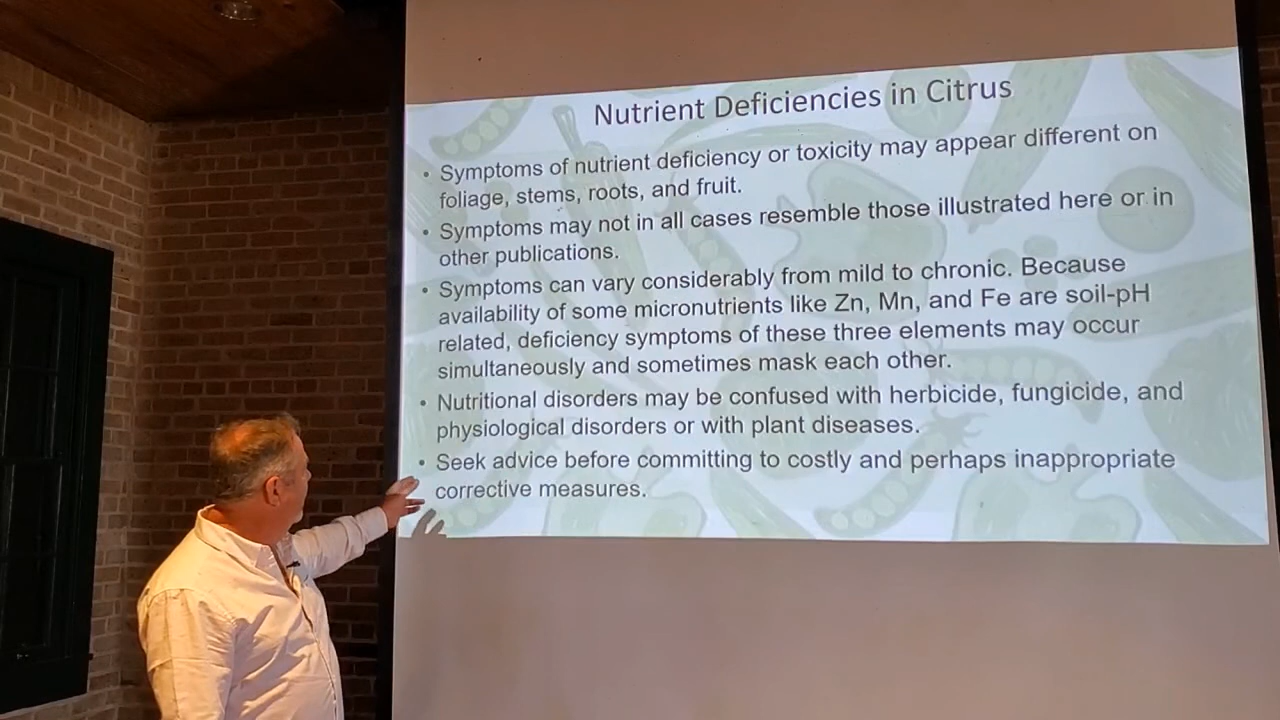 Nutrient Deficiencies in Citrus
• Symptoms of nutrient deficiency or toxicity may appear different on
foliage, stems, roots, and fruit.
• Symptoms may not in all cases resemble those illustrated here or in
other publications.
• Symptoms can vary considerably from mild to chronic. Because
availability of some micronutrients like Zn, Mn, and Fe are soil-pH
related, deficiency symptoms of these three elements may occur
simultaneously and sometimes mask each other.
• Nutritional disorders may be confused with herbicide, fungicide, and
physiological disorders or with plant diseases.
• Seek advice before committing to costly and perhaps inappropriate
corrective measures.